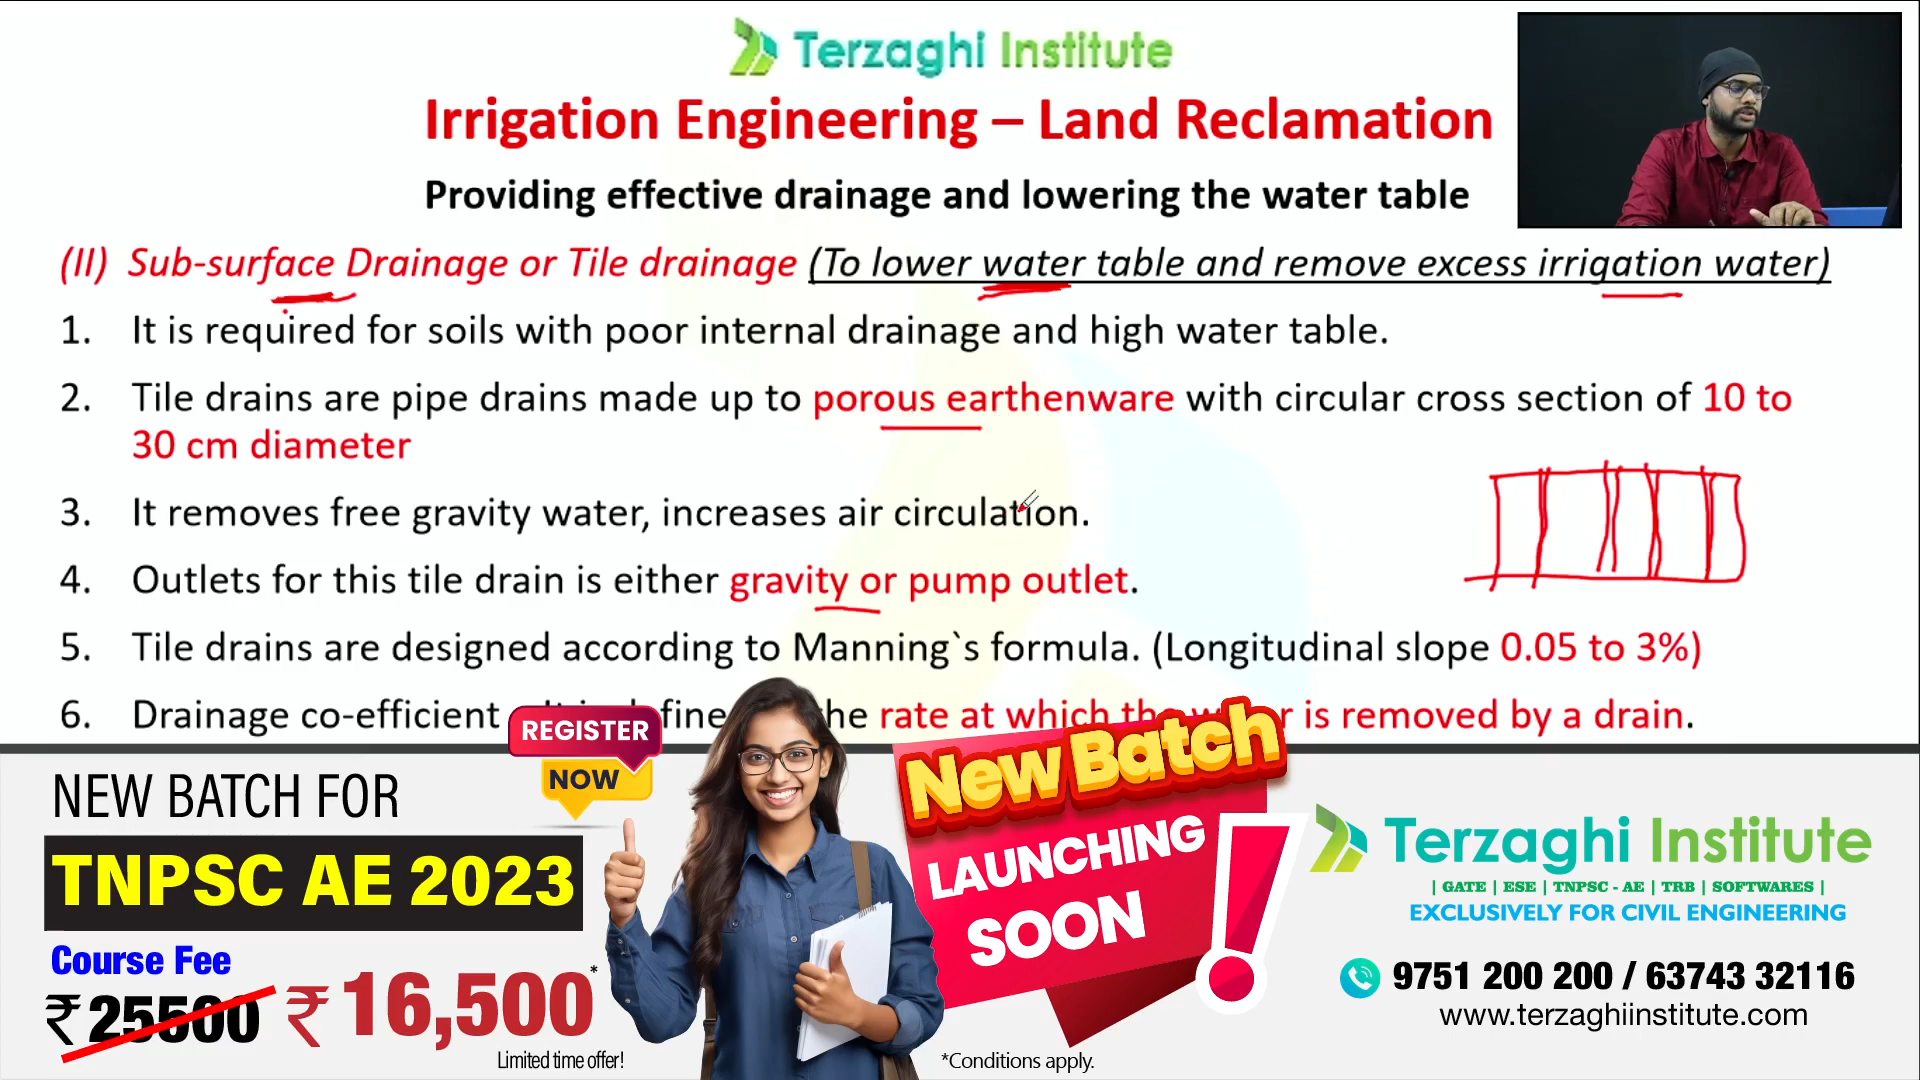 Terzaghi Institute
Irrigation Engineering – Land Reclamation
Providing effective drainage and lowering the water table
(II) Sub-surface Drainage or Tile drainage (To lower water table and remove excess irrigation water)
1. It is required for soils with poor internal drainage and high water table.
2. Tile drains are pipe drains made up to porous earthenware with circular cross section of 10 to
30 cm diameter
3. It removes free gravity water, increases air circulation.
4. Outlets for this tile drain is either gravity or pump outlet.
5. Tile drains are designed according to Manning`s formula. (Longitudinal slope 0.05 to 3%)
6. Drainage co-efficient rate at which the is removed by a drain.
REGISTER
NOW
NEW BATCH FOR
TNPSC AE 2023
Course Fee
₹25500 ₹16,500*
Limited time offer!
New Batch
LAUNCHING
SOON
*Conditions apply.
Terzaghi Institute
| GATE | ESE | TNPSC - AE | TRB | SOFTWARES |
EXCLUSIVELY FOR CIVIL ENGINEERING
9751 200 200 / 63743 32116
www.terzaghiinstitute.com